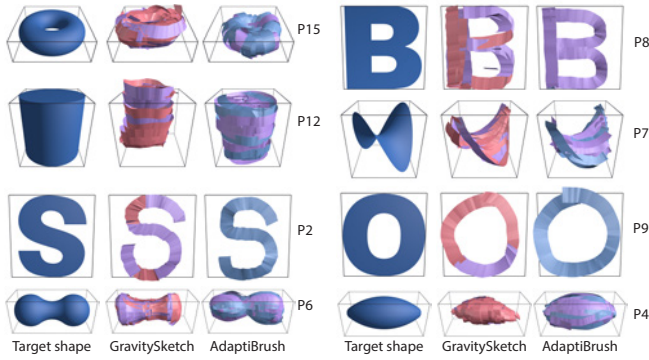 P15
P12
P2
P6
Target shape GravitySketch AdaptiBrush
P8
P7
P9
P4
Target shape GravitySketch AdaptiBrush